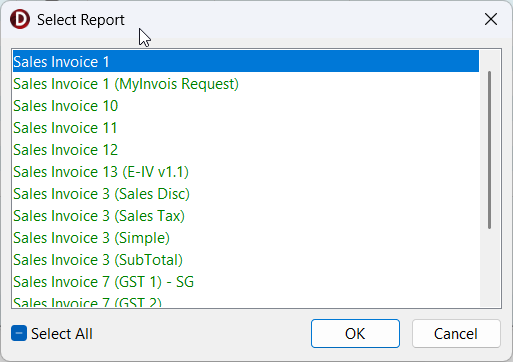 D Select Report
Sales Invoice 1
Sales Invoice 1 (MyInvois Request)
Sales Invoice 10
Sales Invoice 11
Sales Invoice 12
Sales Invoice 13 (E-IV v1.1)
Sales Invoice 3 (Sales Disc)
Sales Invoice 3 (Sales Tax)
Sales Invoice 3 (Simple)
Sales Invoice 3 (SubTotal)
Sales Invoice 7 (GST 1) - SG
Sales Invoice 7 (GST 2)
Select All
OK
Cancel